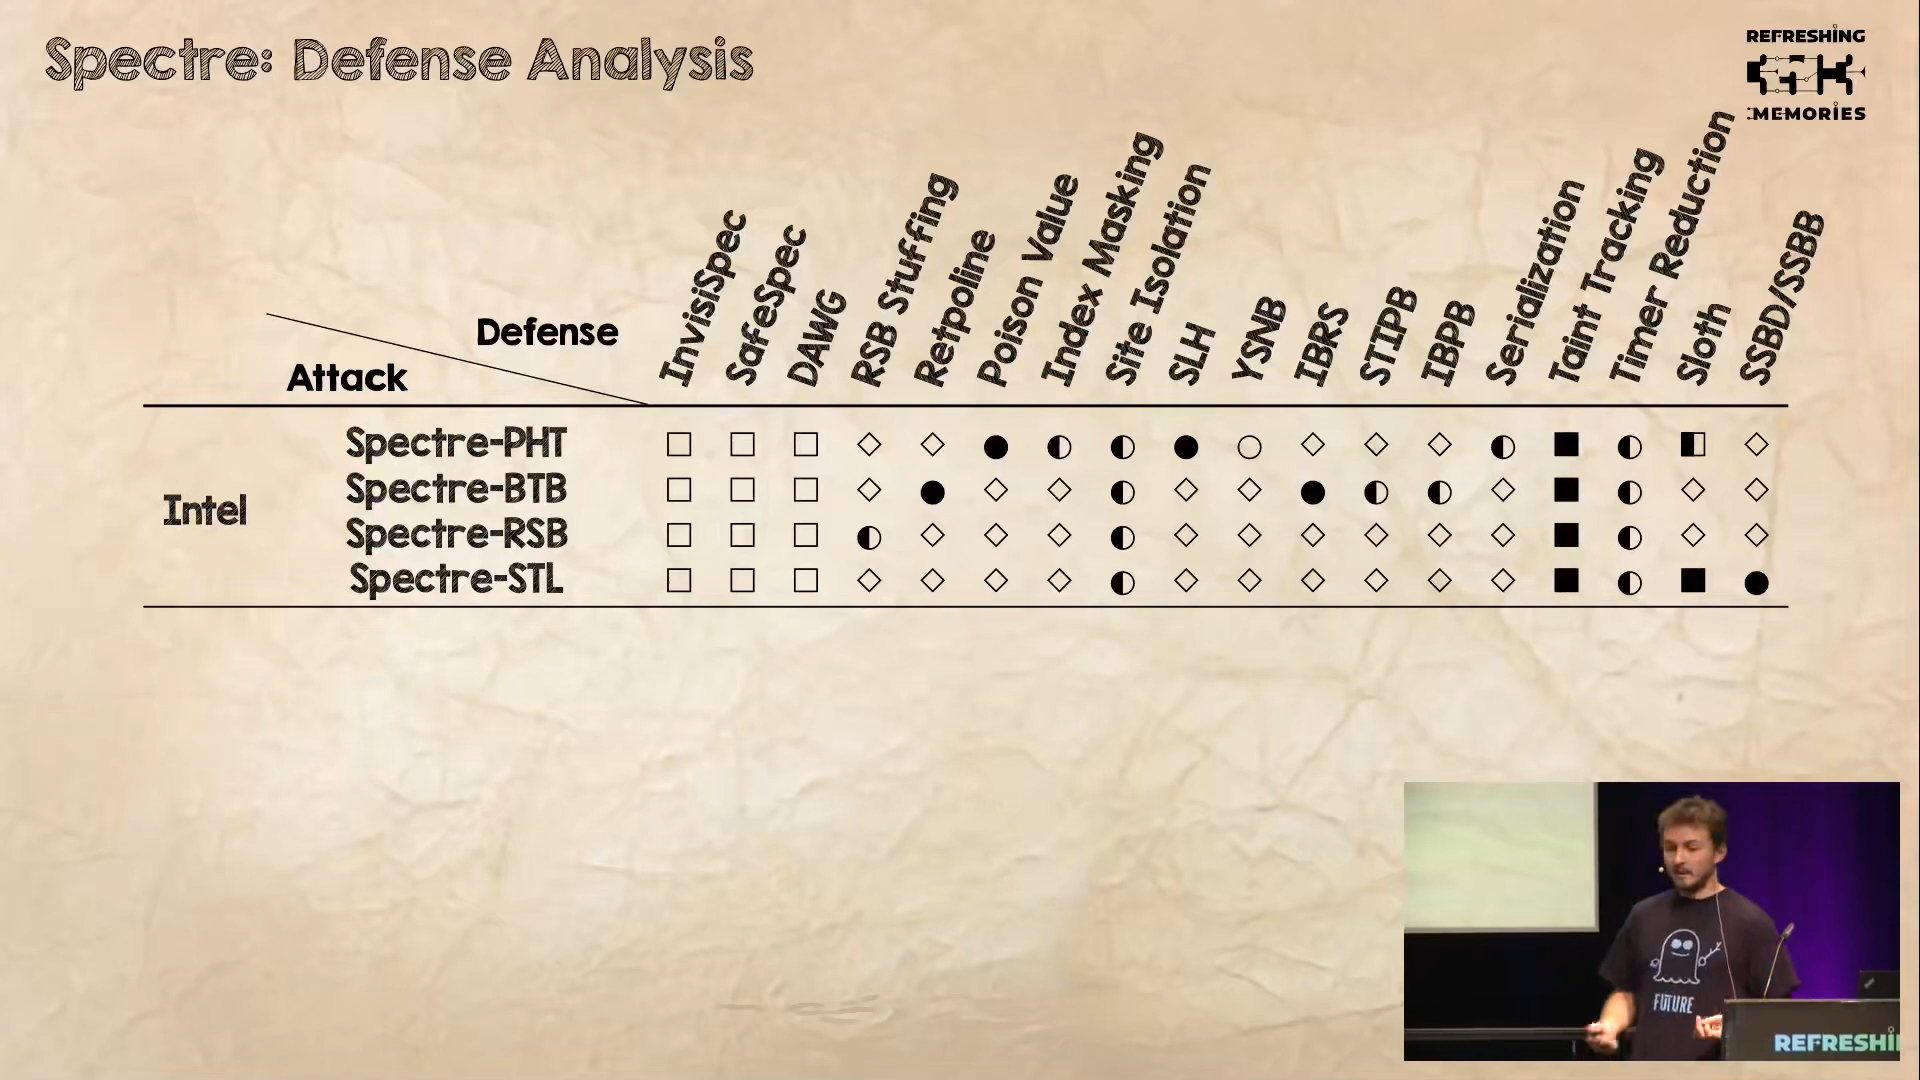 Spectre: Defense Analysis
REFRESHING
MEMORIES
Defense
Attack
InvisiSpec
SafeSpec
DAWG
RSB Stuffing
Retpoline
Poison Value
Index Masking
Site Isolation
SLH
YSNB
IBRS
STIPB
IBPB
Serialization
Taint Tracking
Timer Reduction
Sloth
SSBD/SSBB
Intel
Spectre-PHT □ □ □ ◇ ◇ ● ◐ ◐ ● ○ ◇ ◇ ◇ ◐ ■ ◐ ◧ ◇
Spectre-BTB □ □ □ ◇ ● ◇ ◇ ◐ ◇ ◇ ● ◐ ◐ ◇ ■ ◐ ◇ ◇
Spectre-RSB □ □ □ ◐ ◇ ◇ ◇ ◐ ◇ ◇ ◇ ◇ ◇ ◇ ■ ◐ ◇ ◇
Spectre-STL □ □ □ ◇ ◇ ◇ ◇ ◐ ◇ ◇ ◇ ◇ ◇ ◇ ■ ◐ ■ ●
FUTURE
REFRESHI